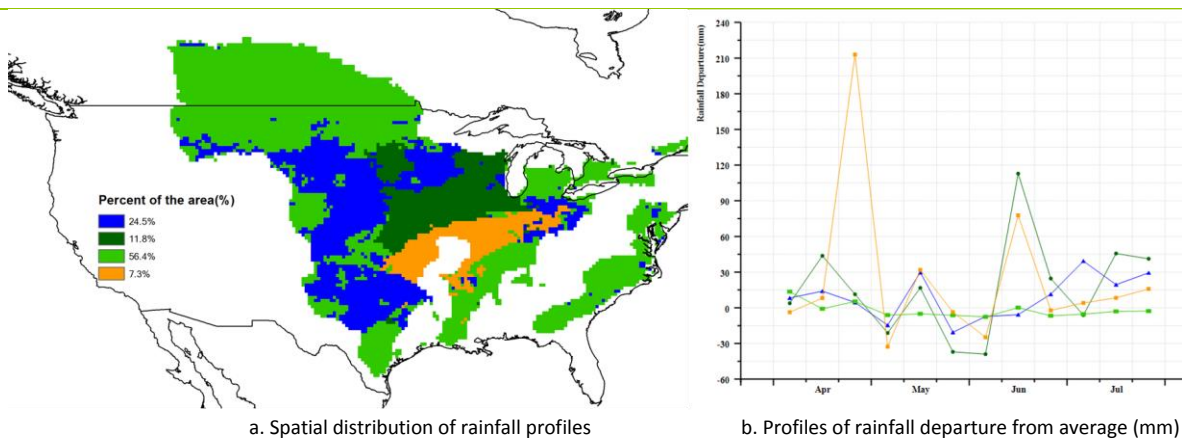 Percent of the area(%)
24.5%
11.8%
56.4%
7.3%
Rainfall Departure(mm)
240
210
180
150
120
90
60
30
0
-30
-60
Apr
May
Jun
Jul
a. Spatial distribution of rainfall profiles
b. Profiles of rainfall departure from average (mm)